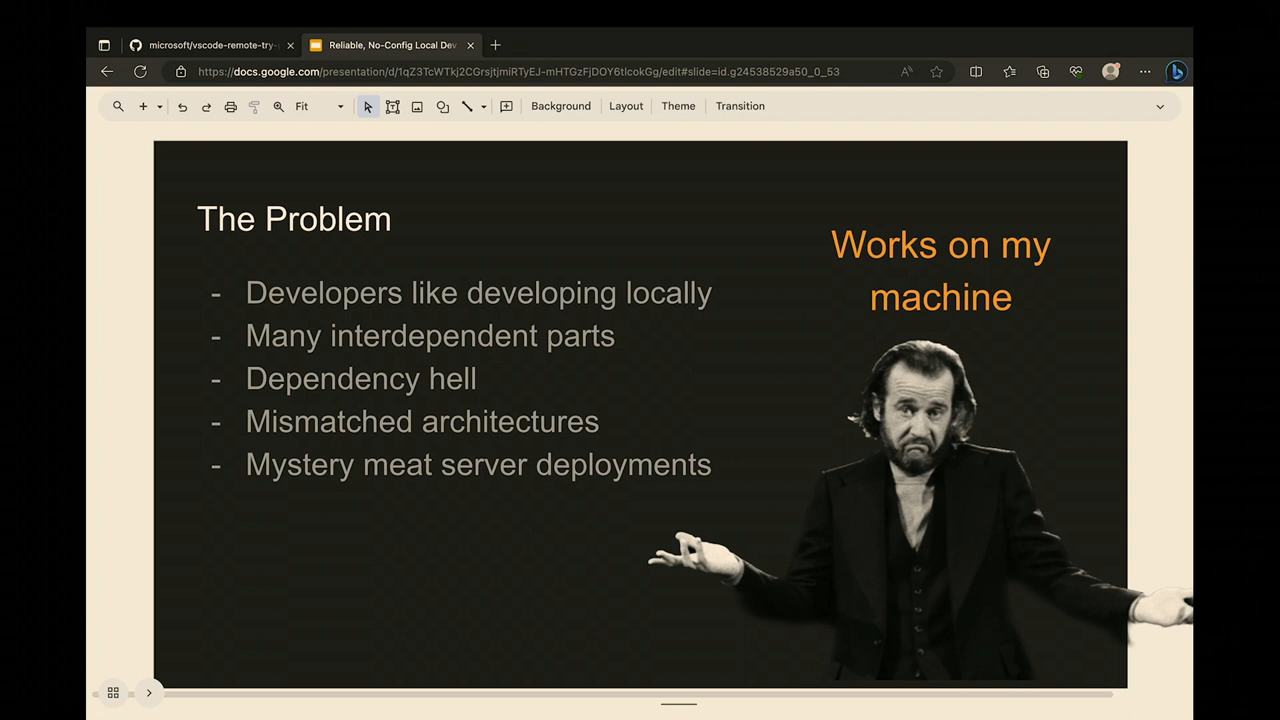 microsoft/vscode-remote-try-
Reliable, No-Config Local Dev
https://docs.google.com/presentation/d/1qZ3TcWTkj2CGrsjtjmiRTyEJ-mHTGzFjDOY6tIcokGg/edit#slide=id.g24538529a50_0_53
Fit
Background
Layout
Theme
Transition
The Problem
Works on my
machine
- Developers like developing locally
- Many interdependent parts
- Dependency hell
- Mismatched architectures
- Mystery meat server deployments